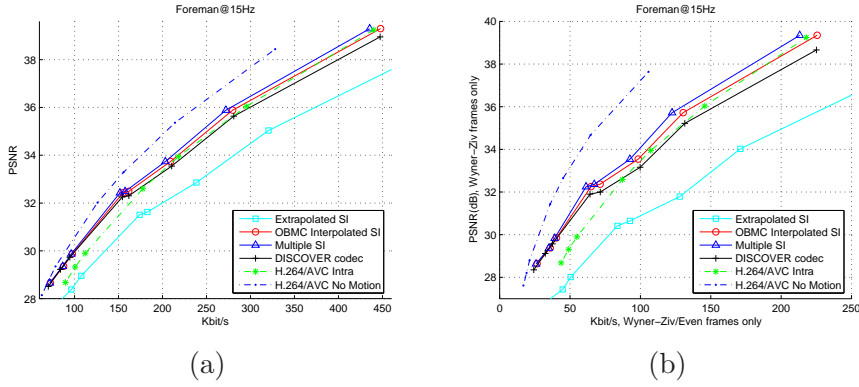 Foreman@15Hz
PSNR
38
36
34
32
30
28
100
150
200
250
300
350
400
450
Kbit/s
Extrapolated SI
OBMC Interpolated SI
Multiple SI
DISCOVER codec
H.264/AVC Intra
H.264/AVC No Motion
(a)
Foreman@15Hz
PSNR(dB), Wyner-Ziv frames only
40
38
36
34
32
30
28
0
50
100
150
200
250
Kbit/s, Wyner-Ziv/Even frames only
Extrapolated SI
OBMC Interpolated SI
Multiple SI
DISCOVER codec
H.264/AVC Intra
H.264/AVC No Motion
(b)